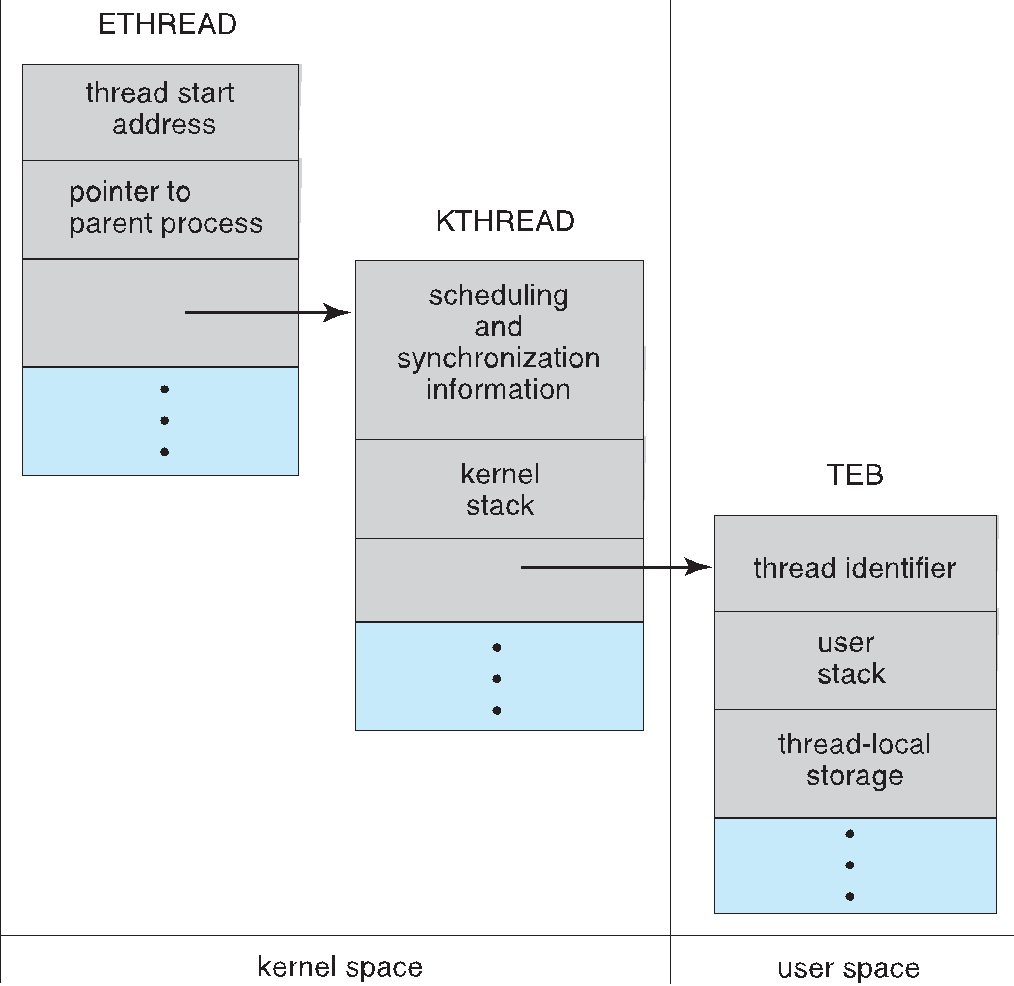 ETHREAD
thread start
address
pointer to
parent process
KTHREAD
scheduling
and
synchronization
information
kernel
stack
TEB
thread identifier
user
stack
thread-local
storage
kernel space
user space